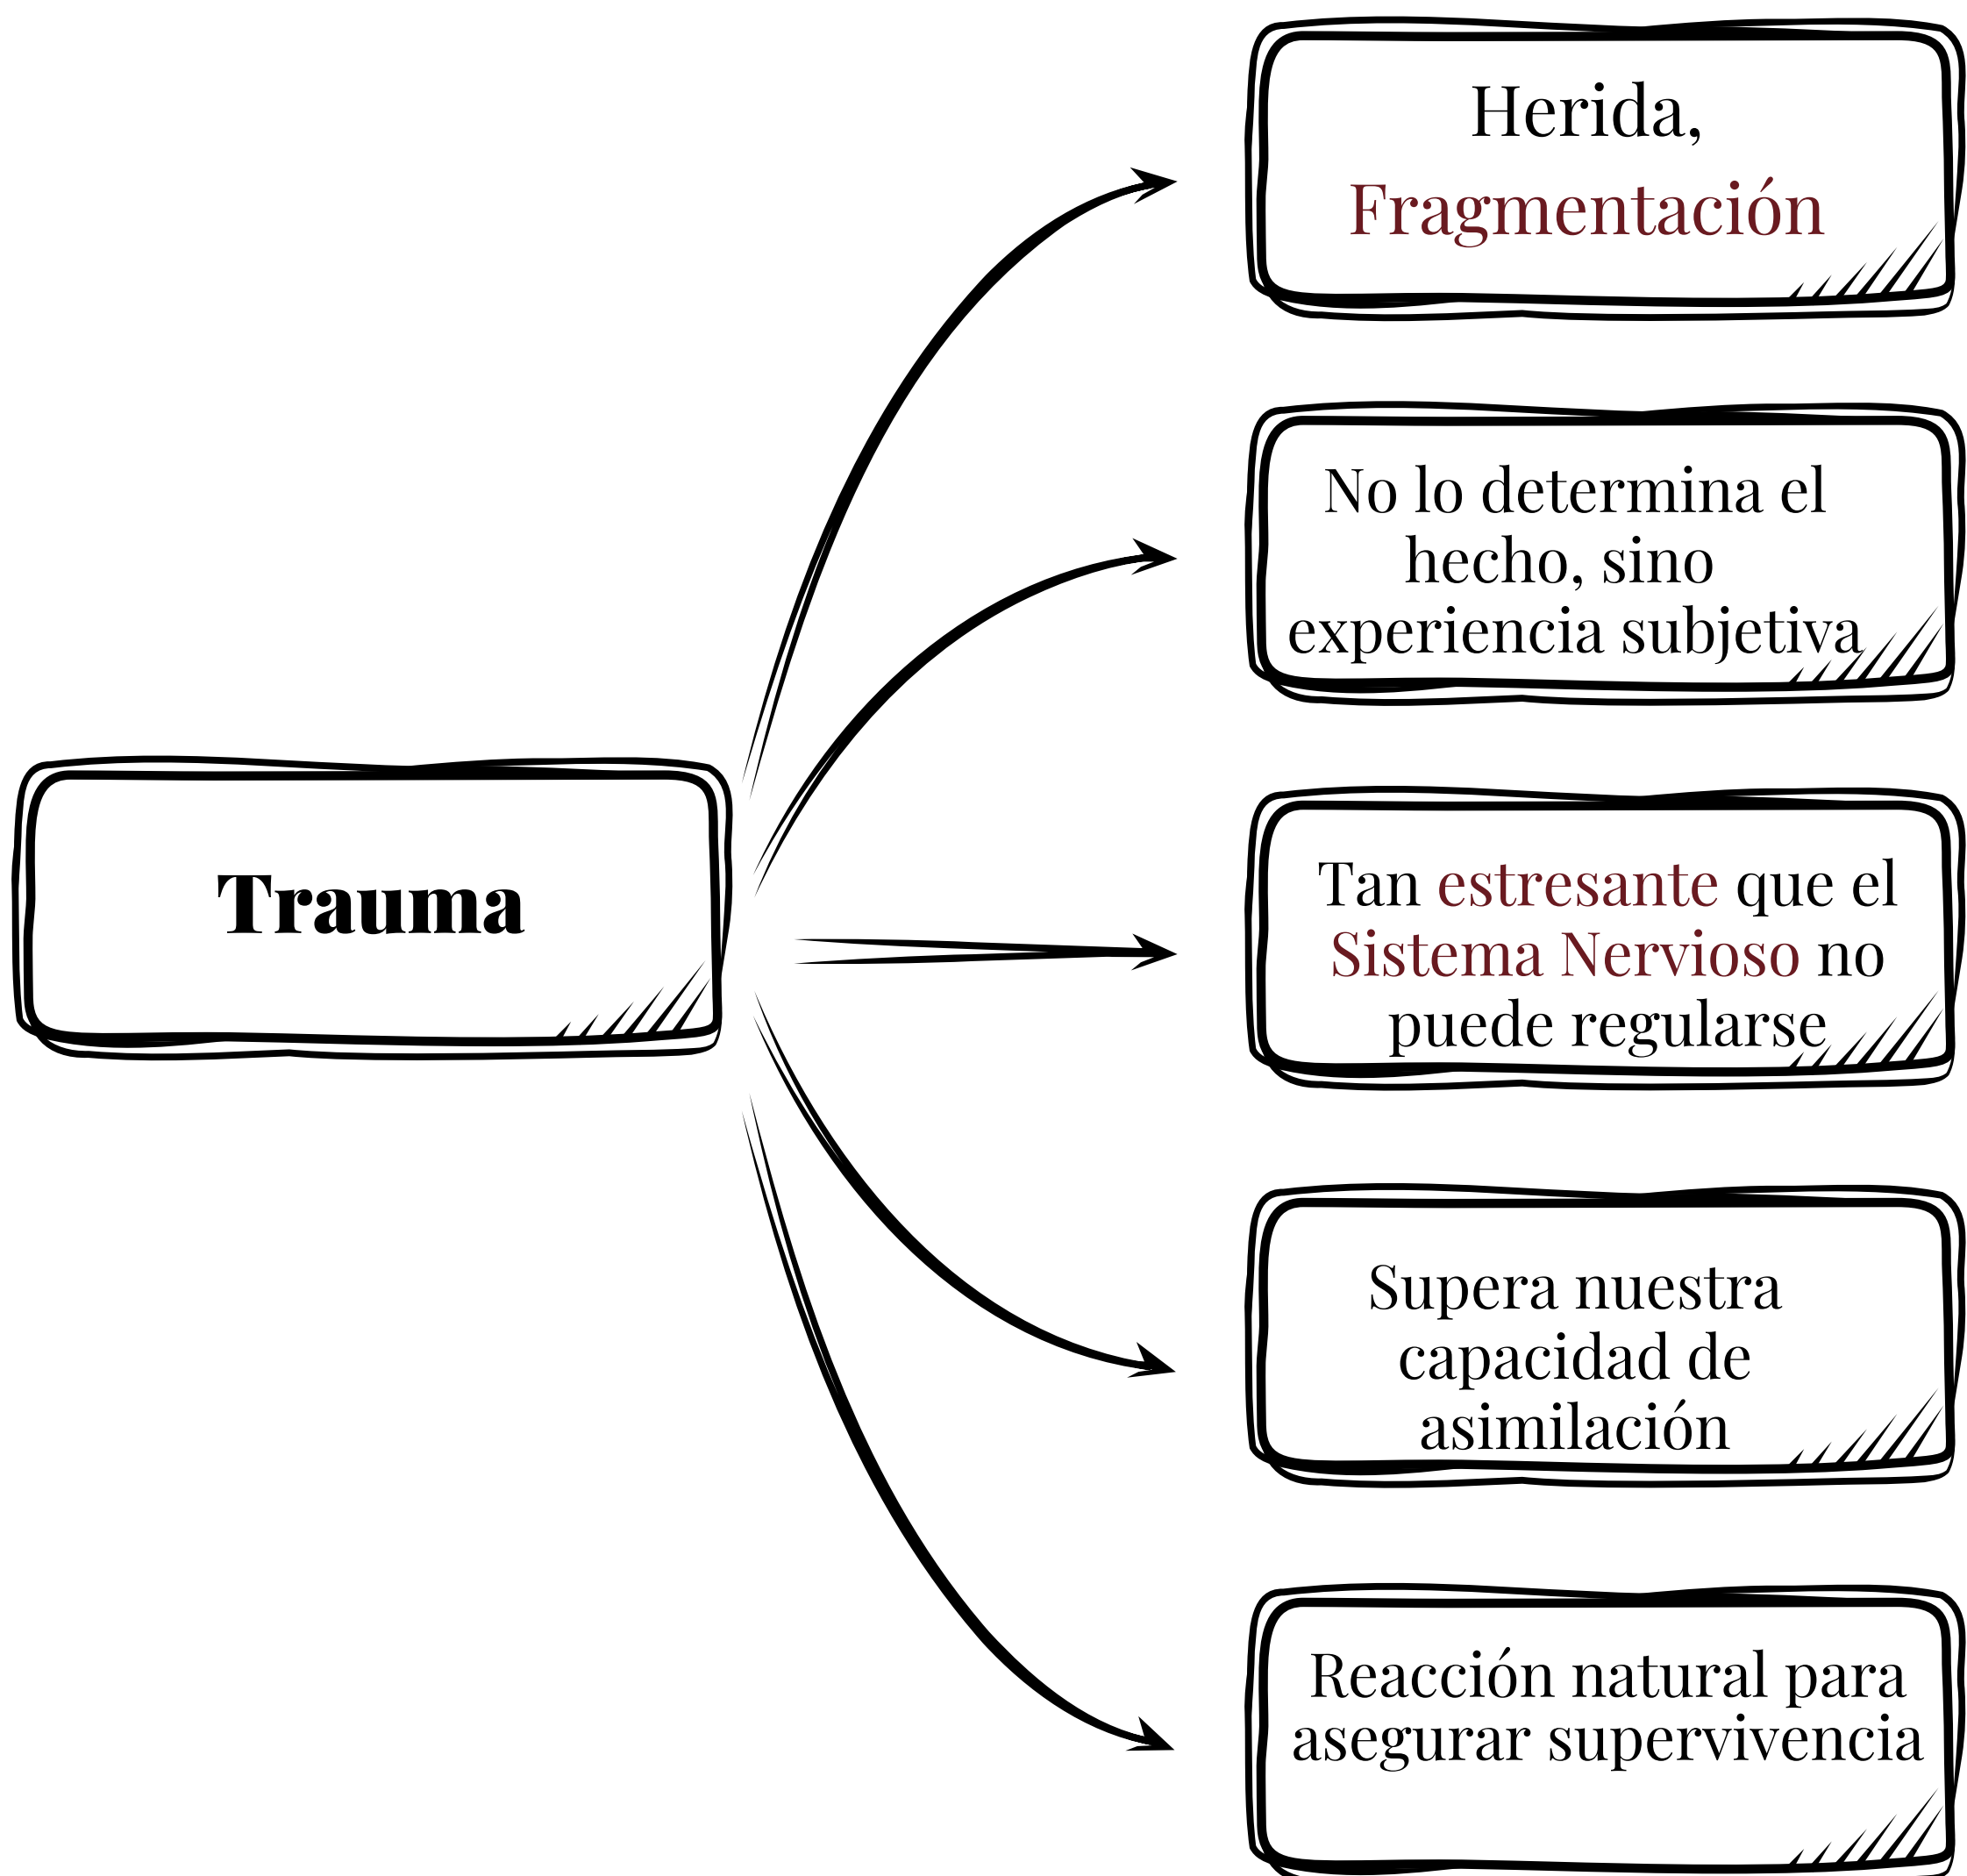 Trauma
Herida,
Fragmentación
No lo determina el
hecho, sino
experiencia subjetiva
Tan estresante que el
Sistema Nervioso no
puede regularse
Supera nuestra
capacidad de
asimilación
Reacción natural para
asegurar supervivencia